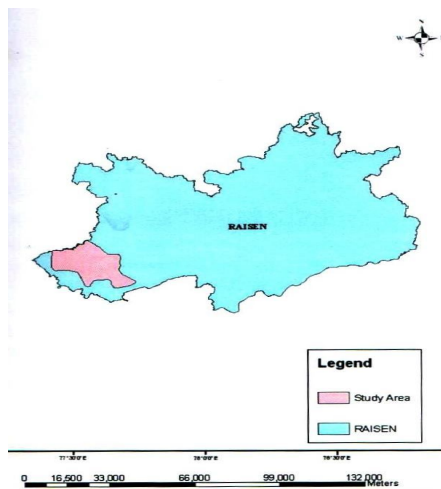 N
W
S
RAISEN
Legend
Study Area
RAISEN
77°30'0"E 78°0'0"E 78°30'0"E
0 16,500 33,000 66,000 99,000 132,000
Meters